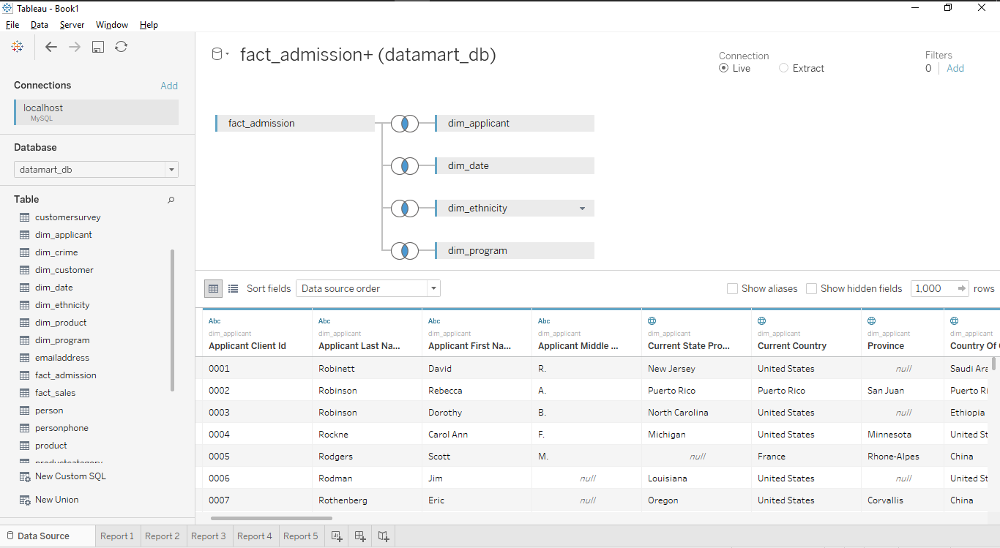 Tableau - Book1
File Data Server Window Help
Connections Add
localhost
MySQL
Database
datamart_db
Table
customersurvey
dim_applicant
dim_crime
dim_customer
dim_date
dim_ethnicity
dim_product
dim_program
emailaddress
fact_admission
fact_sales
person
personphone
product
productcategory
New Custom SQL
New Union
fact_admission+ (datamart_db)
Connection
Live Extract
Filters
0 Add
fact_admission dim_applicant
dim_date
dim_ethnicity
dim_program
Sort fields Data source order Show aliases Show hidden fields 1,000 rows
Abc Abc Abc Abc
dim_applicant dim_applicant dim_applicant dim_applicant dim_applicant dim_applicant dim_applicant dim_applicant
Applicant Client Id Applicant Last Na... Applicant First Na... Applicant Middle ... Current State Pro... Current Country Province Country Of
0001 Robinett David R. New Jersey United States null Saudi Ara
0002 Robinson Rebecca A. Puerto Rico Puerto Rico San Juan Puerto Ri
0003 Robinson Dorothy B. North Carolina United States null Ethiopia
0004 Rockne Carol Ann F. Michigan United States Minnesota United St
0005 Rodgers Scott M. null France Rhone-Alpes China
0006 Rodman Jim null Louisiana United States null United St
0007 Rothenberg Eric null Oregon United States Corvallis China
Data Source Report 1 Report 2 Report 3 Report 4 Report 5